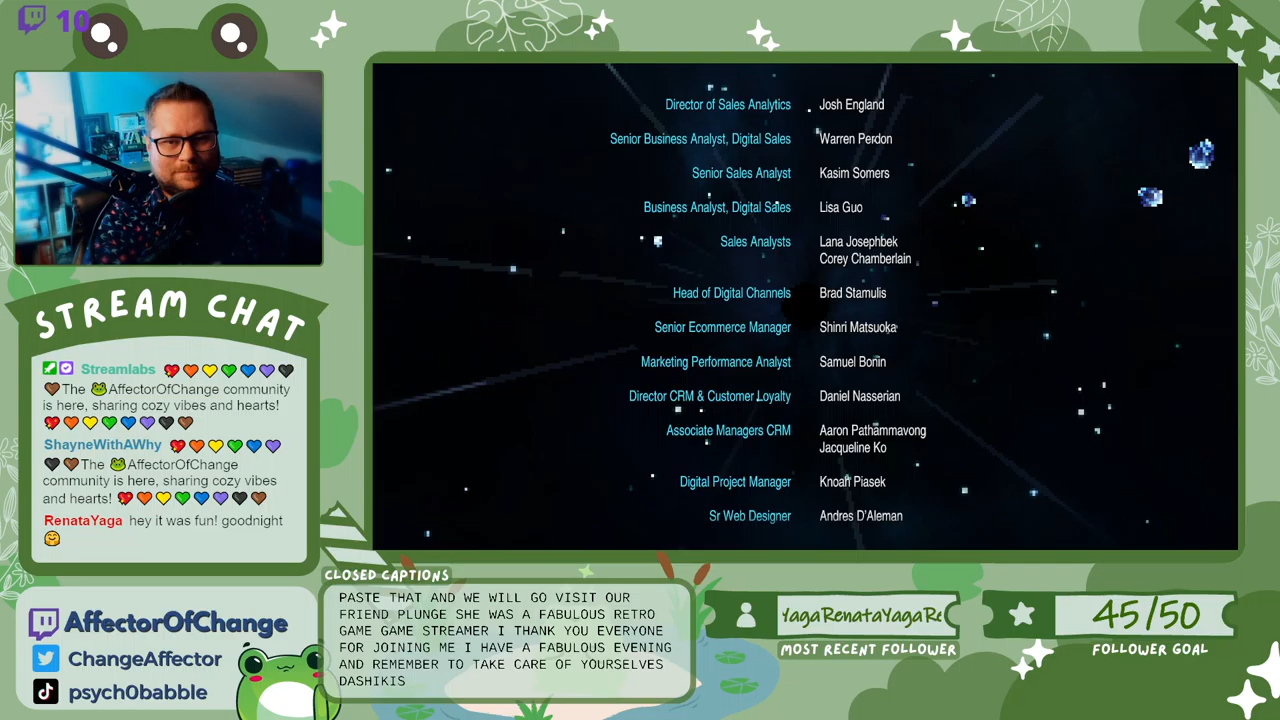 10
Director of Sales Analytics Josh England
Senior Business Analyst, Digital Sales Warren Perdon
Senior Sales Analyst Kasim Somers
Business Analyst, Digital Sales Lisa Guo
Sales Analysts Lana Josephbek
Corey Chamberlain
Head of Digital Channels Brad Stamulis
Senior Ecommerce Manager Shinri Matsuoka
Marketing Performance Analyst Samuel Bonin
Director CRM & Customer Loyalty Daniel Nasserian
Associate Managers CRM Aaron Pathammavong
Jacqueline Ko
Digital Project Manager Knoah Piasek
Sr Web Designer Andres D'Aleman
STREAM CHAT
Streamlabs 💖🧡💛💚💙💜🖤
🤎The 🐸AffectorOfChange community
is here, sharing cozy vibes and hearts!
💖🧡💛💚💙💜🖤🤎
ShayneWithAWhy 💖🧡💛💚💙💜
🖤🤎The 🐸AffectorOfChange
community is here, sharing cozy vibes
and hearts! 💖🧡💛💚💙💜🖤🤎
RenataYaga hey it was fun! goodnight
🤗
AffectorOfChange
ChangeAffector
psych0babble
CLOSED CAPTIONS
PASTE THAT AND WE WILL GO VISIT OUR
FRIEND PLUNGE SHE WAS A FABULOUS RETRO
GAME GAME STREAMER I THANK YOU EVERYONE
FOR JOINING ME I HAVE A FABULOUS EVENING
AND REMEMBER TO TAKE CARE OF YOURSELVES
DASHIKIS
YagaRenataYagaRe
MOST RECENT FOLLOWER
45/50
FOLLOWER GOAL